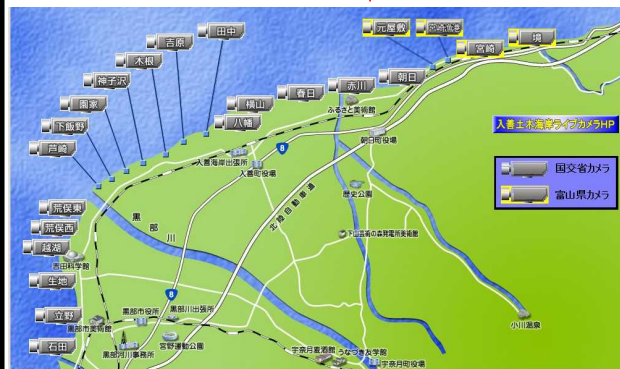 田中
吉原
木根
神子沢
園家
下飯野
芦崎
元屋敷
宮崎漁港
宮崎
境
朝日
赤川
春日
横山
八幡
ふるさと美術館
朝日町役場
入善海岸出張所
入善町役場
8
入善土木海岸ライブカメラHP
国交省カメラ
富山県カメラ
北陸自動車道
歴史公園
下山芸術の森発電所美術館
小川温泉
荒俣東
荒俣西
越湖
吉田科学館
生地
立野
石田
黒部川
8
黒部市美術館
黒部市役所
黒部川出張所
黒部河川事務所
宮野運動公園
宇奈月麦酒館
うなづき友学館
宇奈月町役場